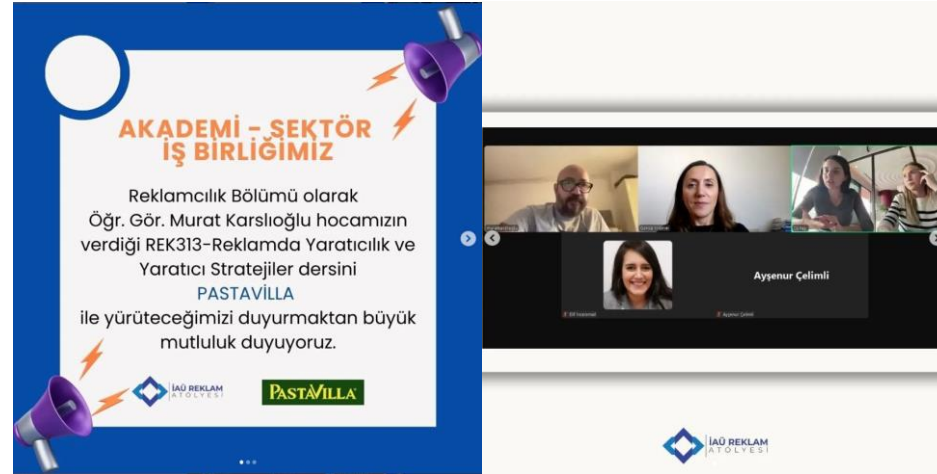 AKADEMİ - SEKTÖR
İŞ BİRLİĞİMİZ
Reklamcılık Bölümü olarak
Öğr. Gör. Murat Karslıoğlu hocamızın
verdiği REK313-Reklamda Yaratıcılık ve
Yaratıcı Stratejiler dersini
PASTAVİLLA
ile yürüteceğimizi duyurmaktan büyük
mutluluk duyuyoruz.
İAÜ REKLAM
ATÖLYESİ
PASTAVILLA
Ayşenur Çelimli
Ayşenur Çelimli
İAÜ REKLAM
ATÖLYESİ